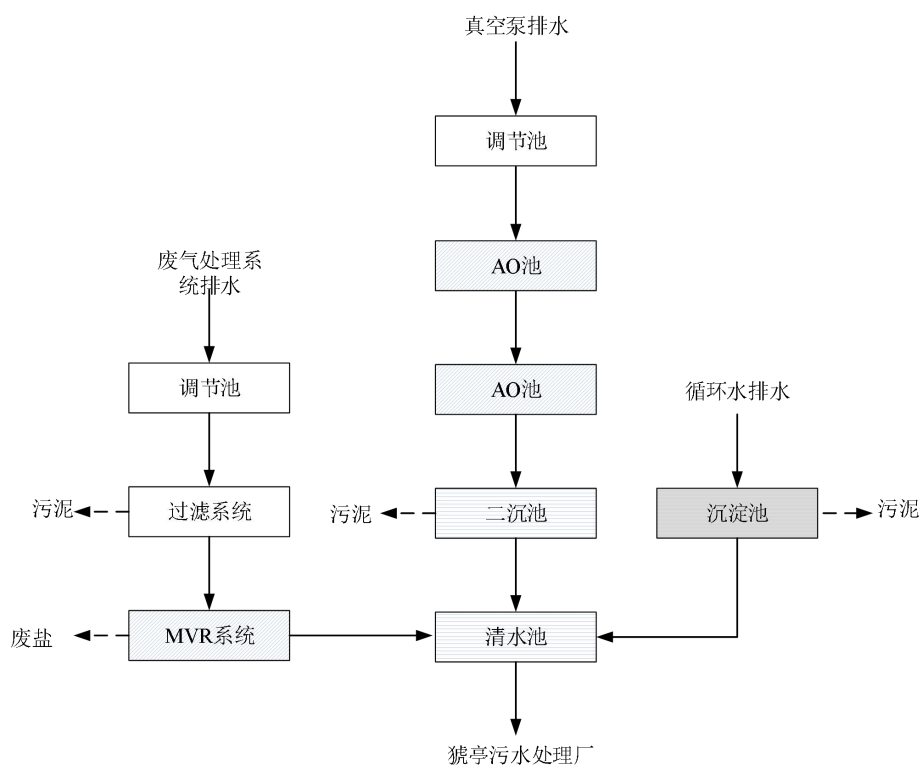 真空泵排水
调节池
AO池
废气处理系
统排水
调节池
AO池
循环水排水
污泥
过滤系统
污泥
二沉池
沉淀池
污泥
废盐
MVR系统
清水池
猇亭污水处理厂